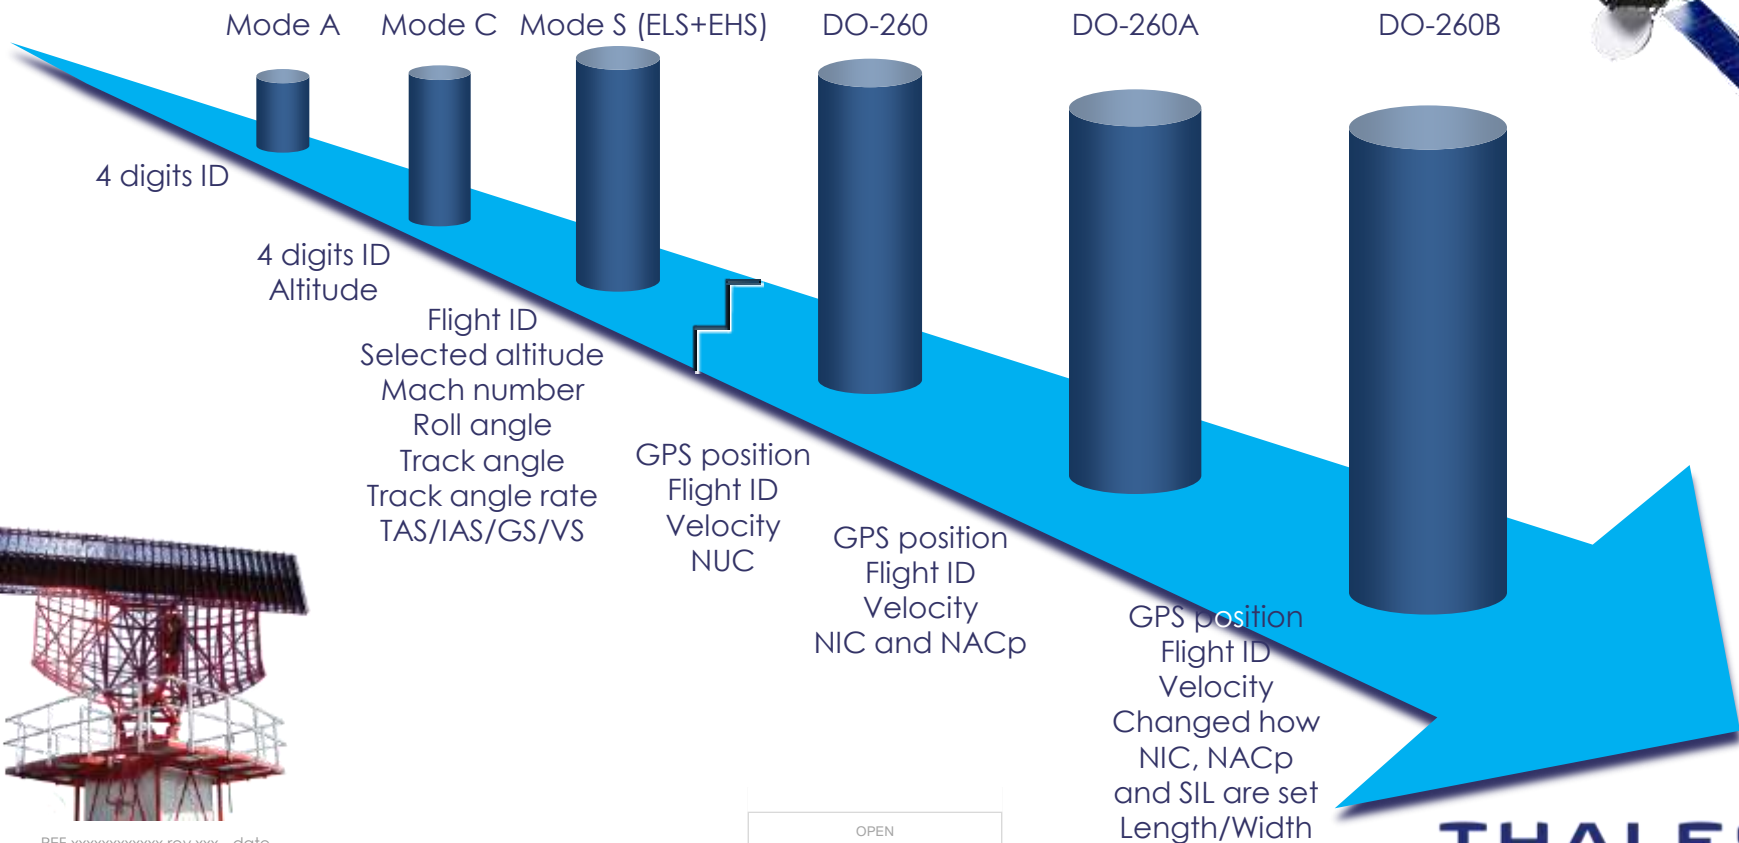 Mode A
Mode C
Mode S (ELS+EHS)
DO-260
DO-260A
DO-260B
4 digits ID
4 digits ID
Altitude
Flight ID
Selected altitude
Mach number
Roll angle
Track angle
Track angle rate
TAS/IAS/GS/VS
GPS position
Flight ID
Velocity
NUC
GPS position
Flight ID
Velocity
NIC and NACp
GPS position
Flight ID
Velocity
Changed how
NIC, NACp
and SIL are set
Length/Width
OPEN